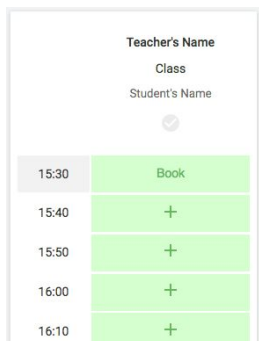 Teacher's Name
Class
Student's Name
15:30 Book
15:40 +
15:50 +
16:00 +
16:10 +